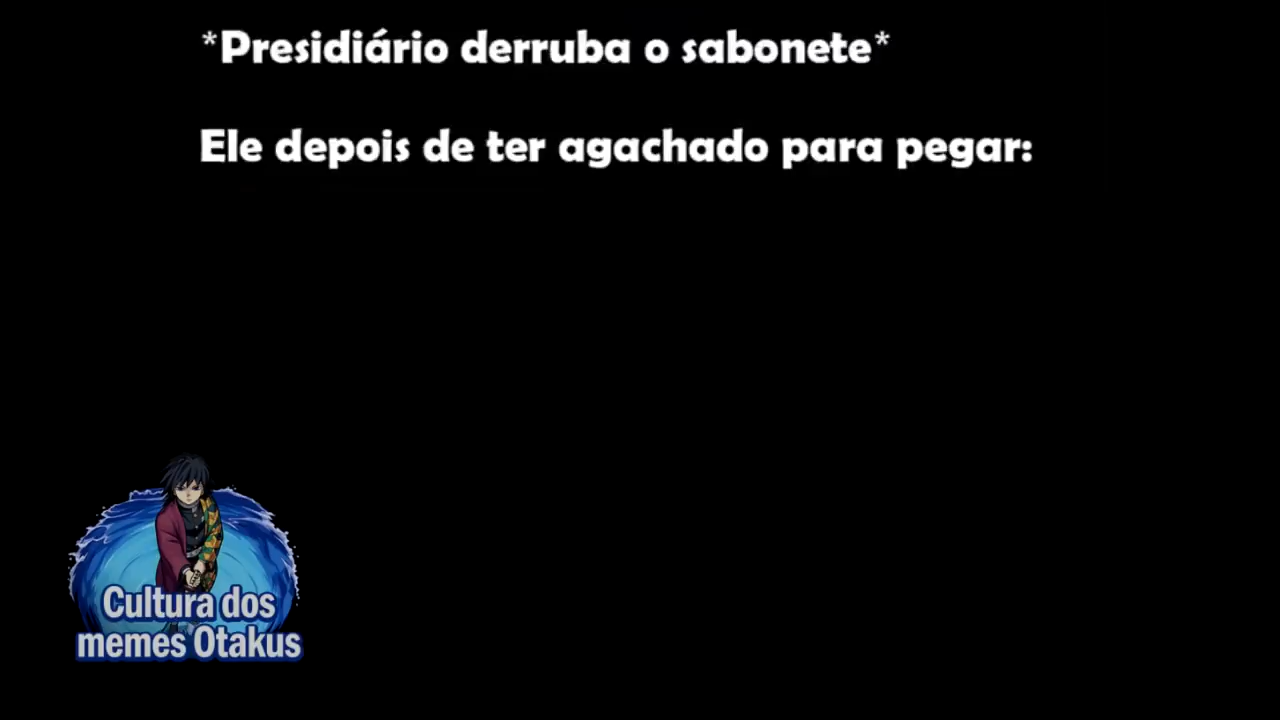 *Presidiário derruba o sabonete*
Ele depois de ter agachado para pegar:
Cultura dos
memes Otakus